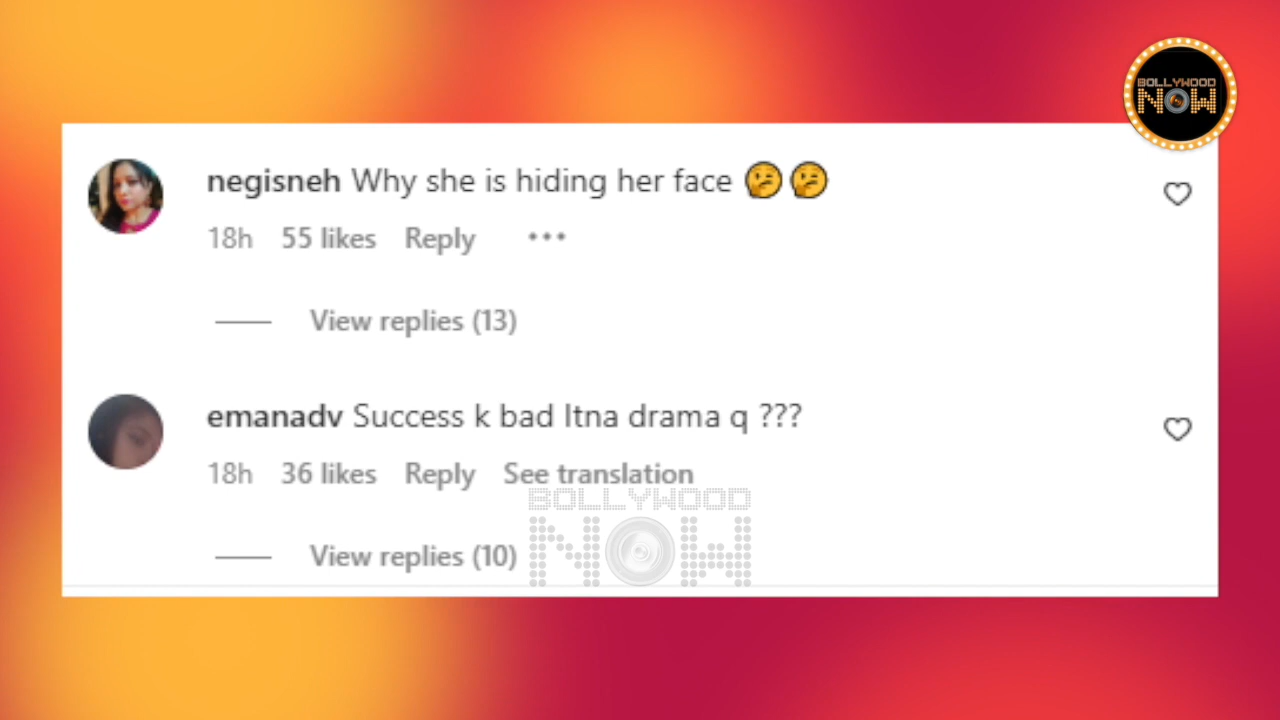 BOLLYWOOD
NOW
negisneh Why she is hiding her face 🤔🤔
18h 55 likes Reply •••
View replies (13)
emanadv Success k bad Itna drama q ???
18h 36 likes Reply See translation
BOLLYWOOD
NOW
View replies (10)